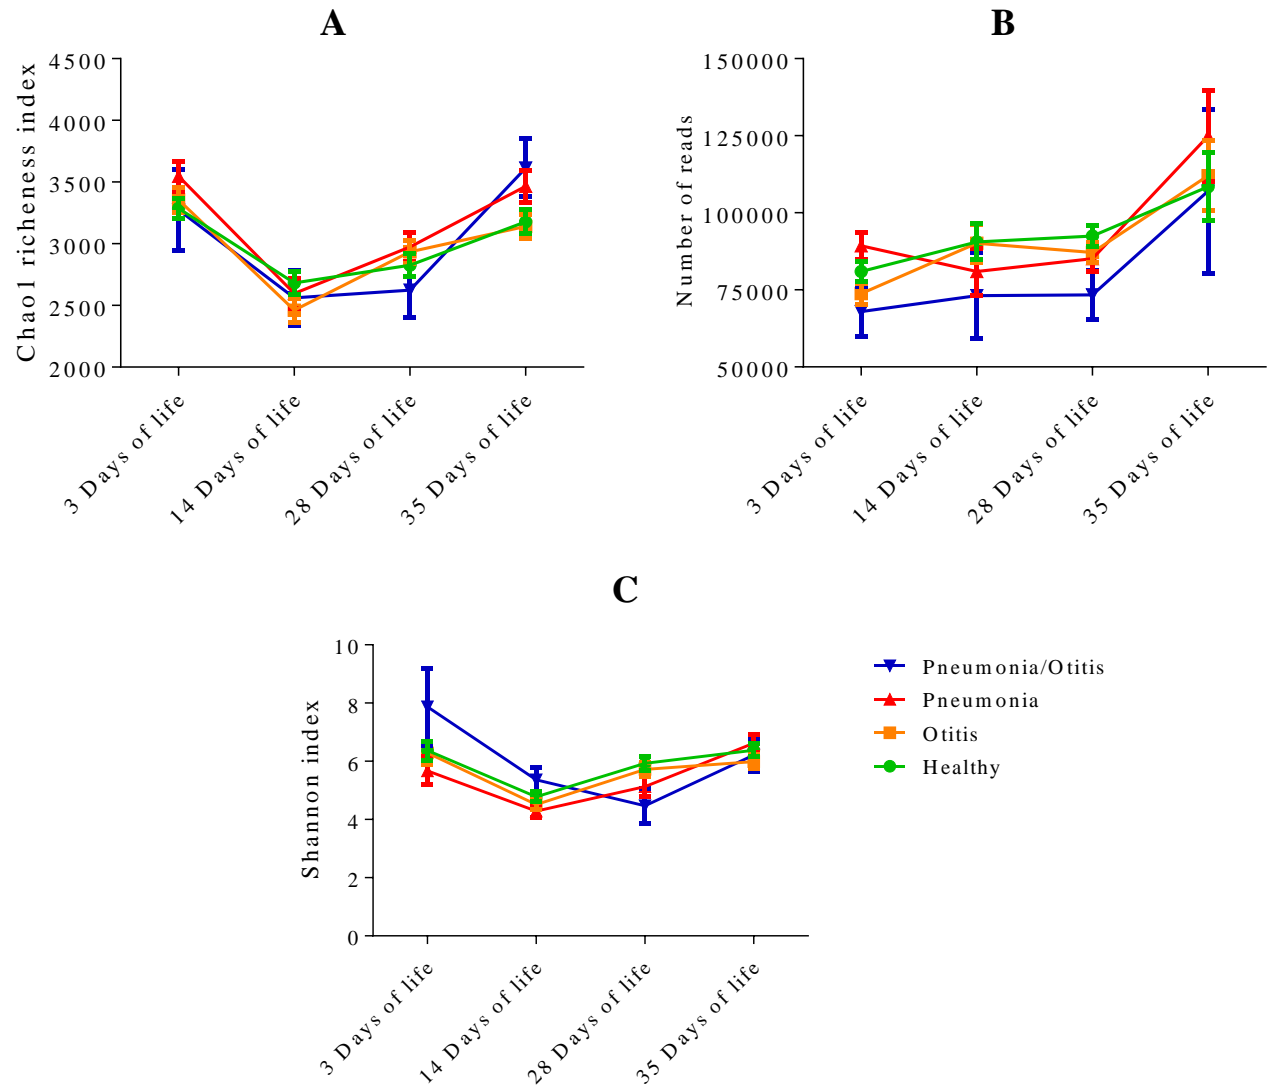 A
Chaol richeness index
4500
4000
3500
3000
2500
2000
3 Days of life
14 Days of life
28 Days of life
35 Days of life
B
Number of reads
150000
125000
100000
75000
50000
3 Days of life
14 Days of life
28 Days of life
35 Days of life
C
Shannon index
10
8
6
4
2
0
3 Days of life
14 Days of life
28 Days of life
35 Days of life
Pneumonia/Otitis
Pneumonia
Otitis
Healthy